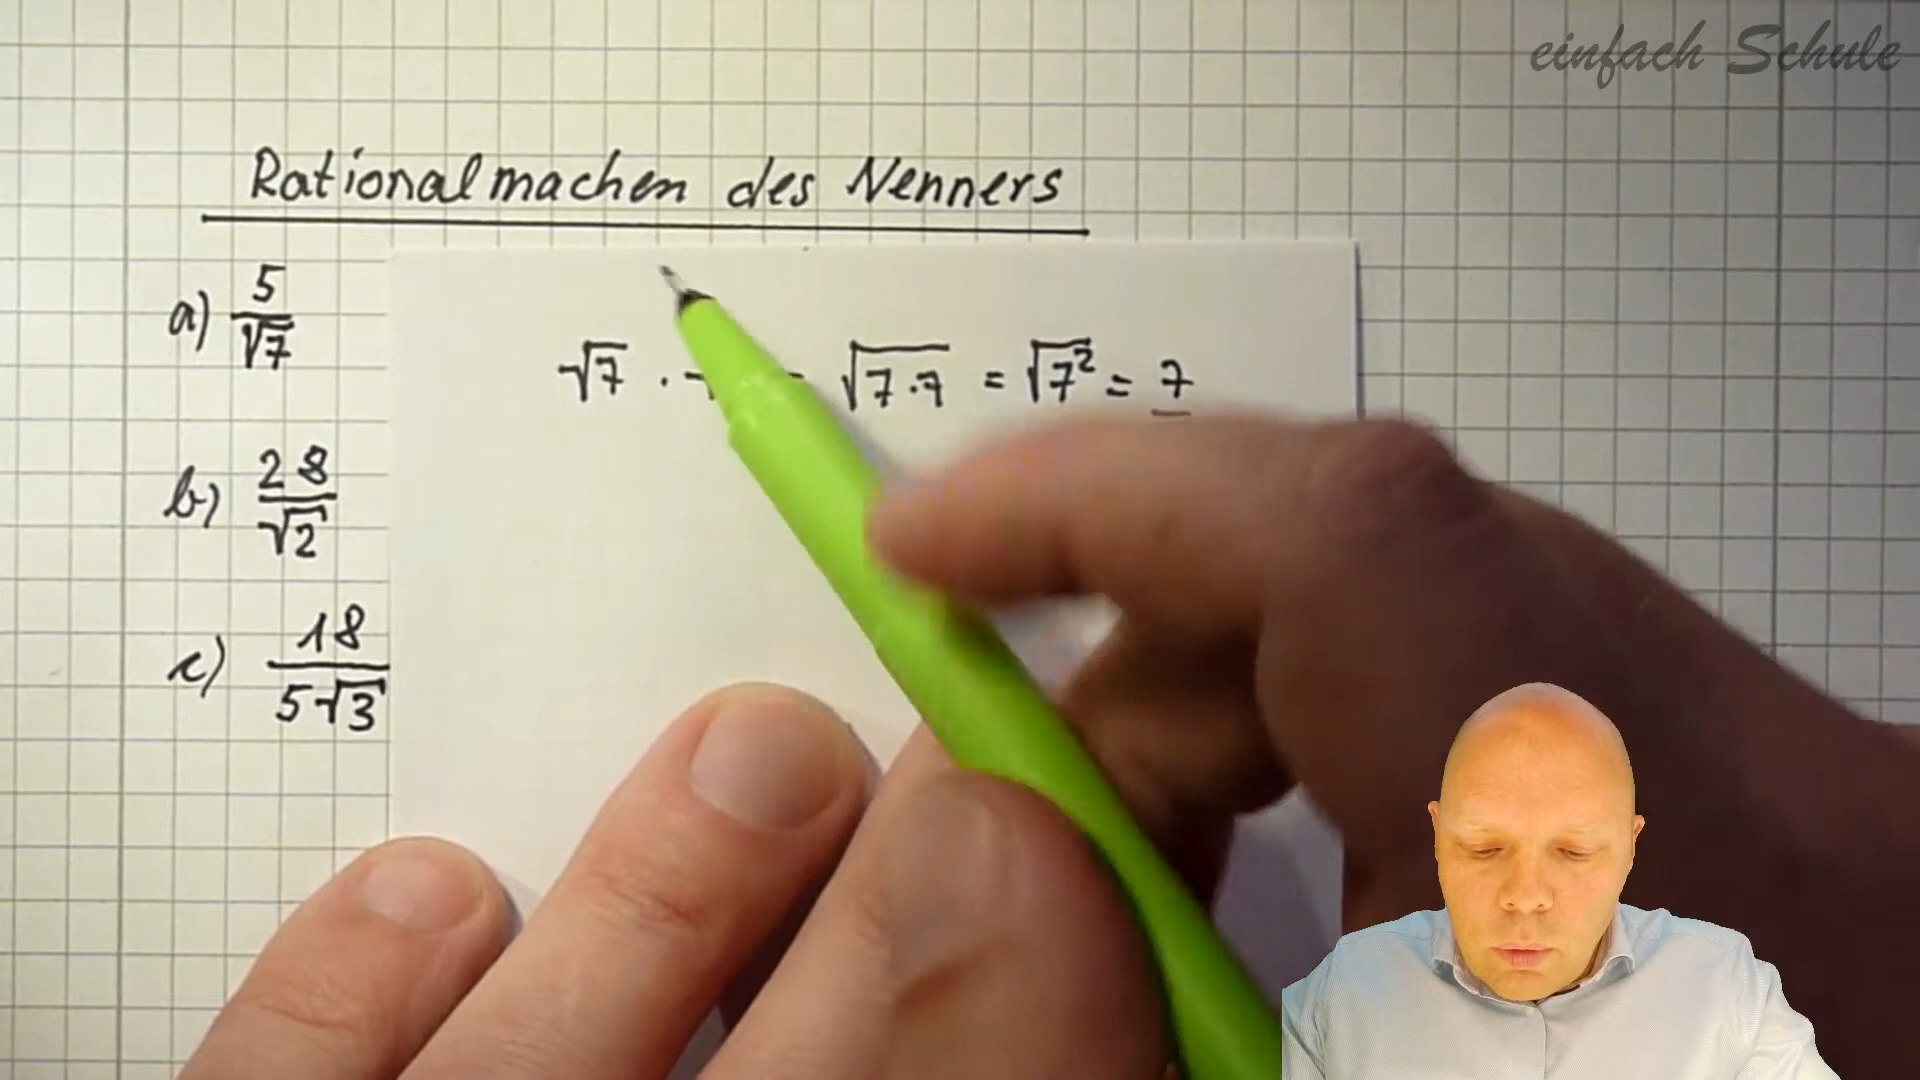 einfach Schule
Rationalmachen des Nenners
a) 5/√7
√7 · = √(7·7) = √7² = 7
b) 28/√2
c) 18/(5√3)